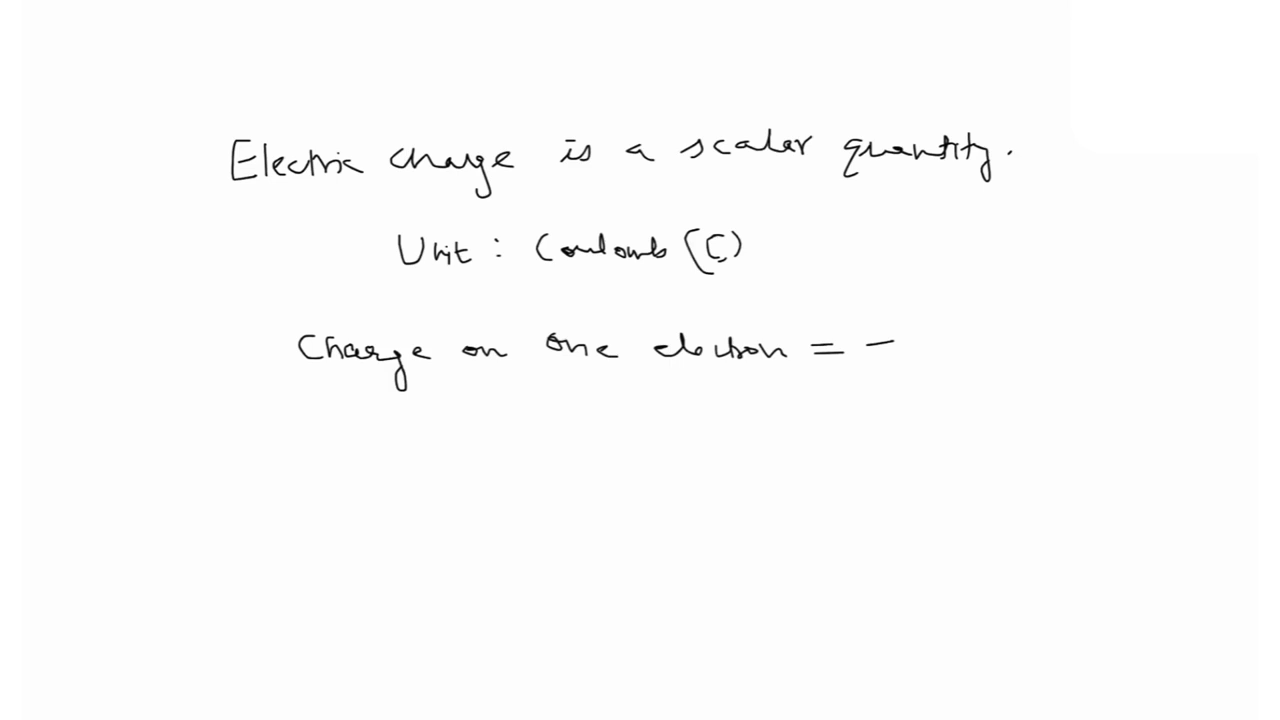 Electric charge is a scalar quantity.
Unit : Coulomb (C)
Charge on one electron = -